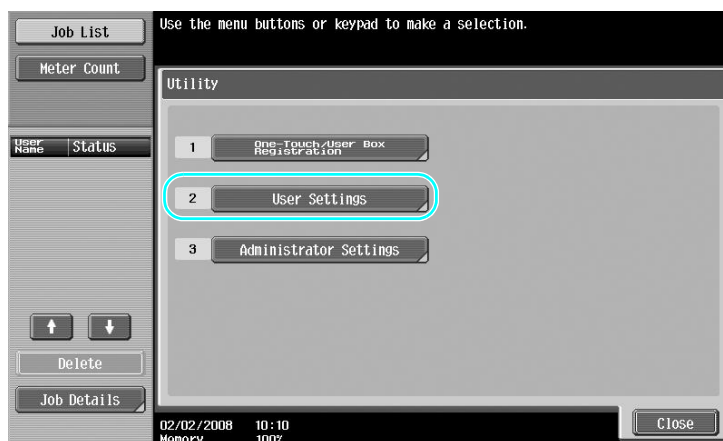 Job List
Use the menu buttons or keypad to make a selection.
Meter Count
Utility
User Name
Status
1
One-Touch/User Box
Registration
2
User Settings
3
Administrator Settings
Delete
Job Details
02/02/2008 10:10
Memory 100%
Close